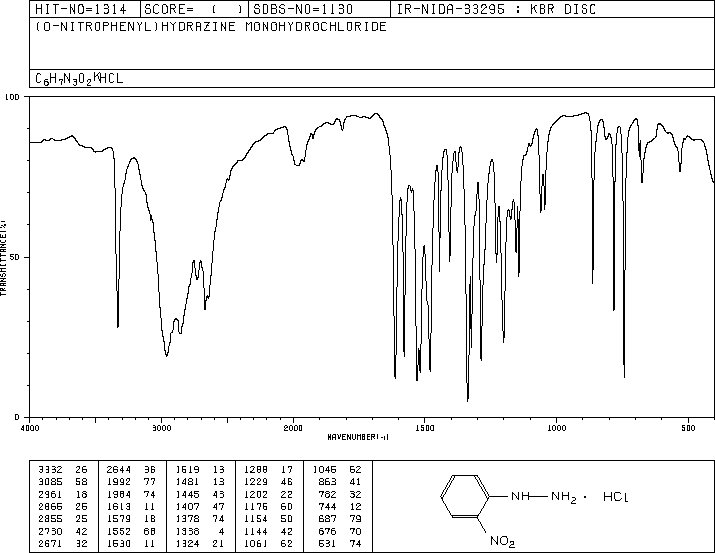 HIT-NO=1314 SCORE= ( ) SDBS-NO=1130 IR-NIDA-33295 : KBR DISC
(O-NITROPHENYL)HYDRAZINE MONOHYDROCHLORIDE
C6H7N3O2*HCL
100
50
0
TRANSMITTANCE(%)
4000 3000 2000 1500 1000 500
WAVENUMBER(-1)
3332 26 2644 36 1519 13 1288 17 1046 62
3085 58 1992 77 1481 13 1229 46 863 41
2961 18 1984 74 1445 43 1202 22 782 32
2866 25 1613 11 1407 47 1176 60 744 12
2855 25 1579 18 1378 74 1154 50 687 79
2730 42 1552 68 1338 4 1144 42 676 70
2671 32 1530 11 1324 21 1061 62 531 74
NH NH2 · HCl
NO2